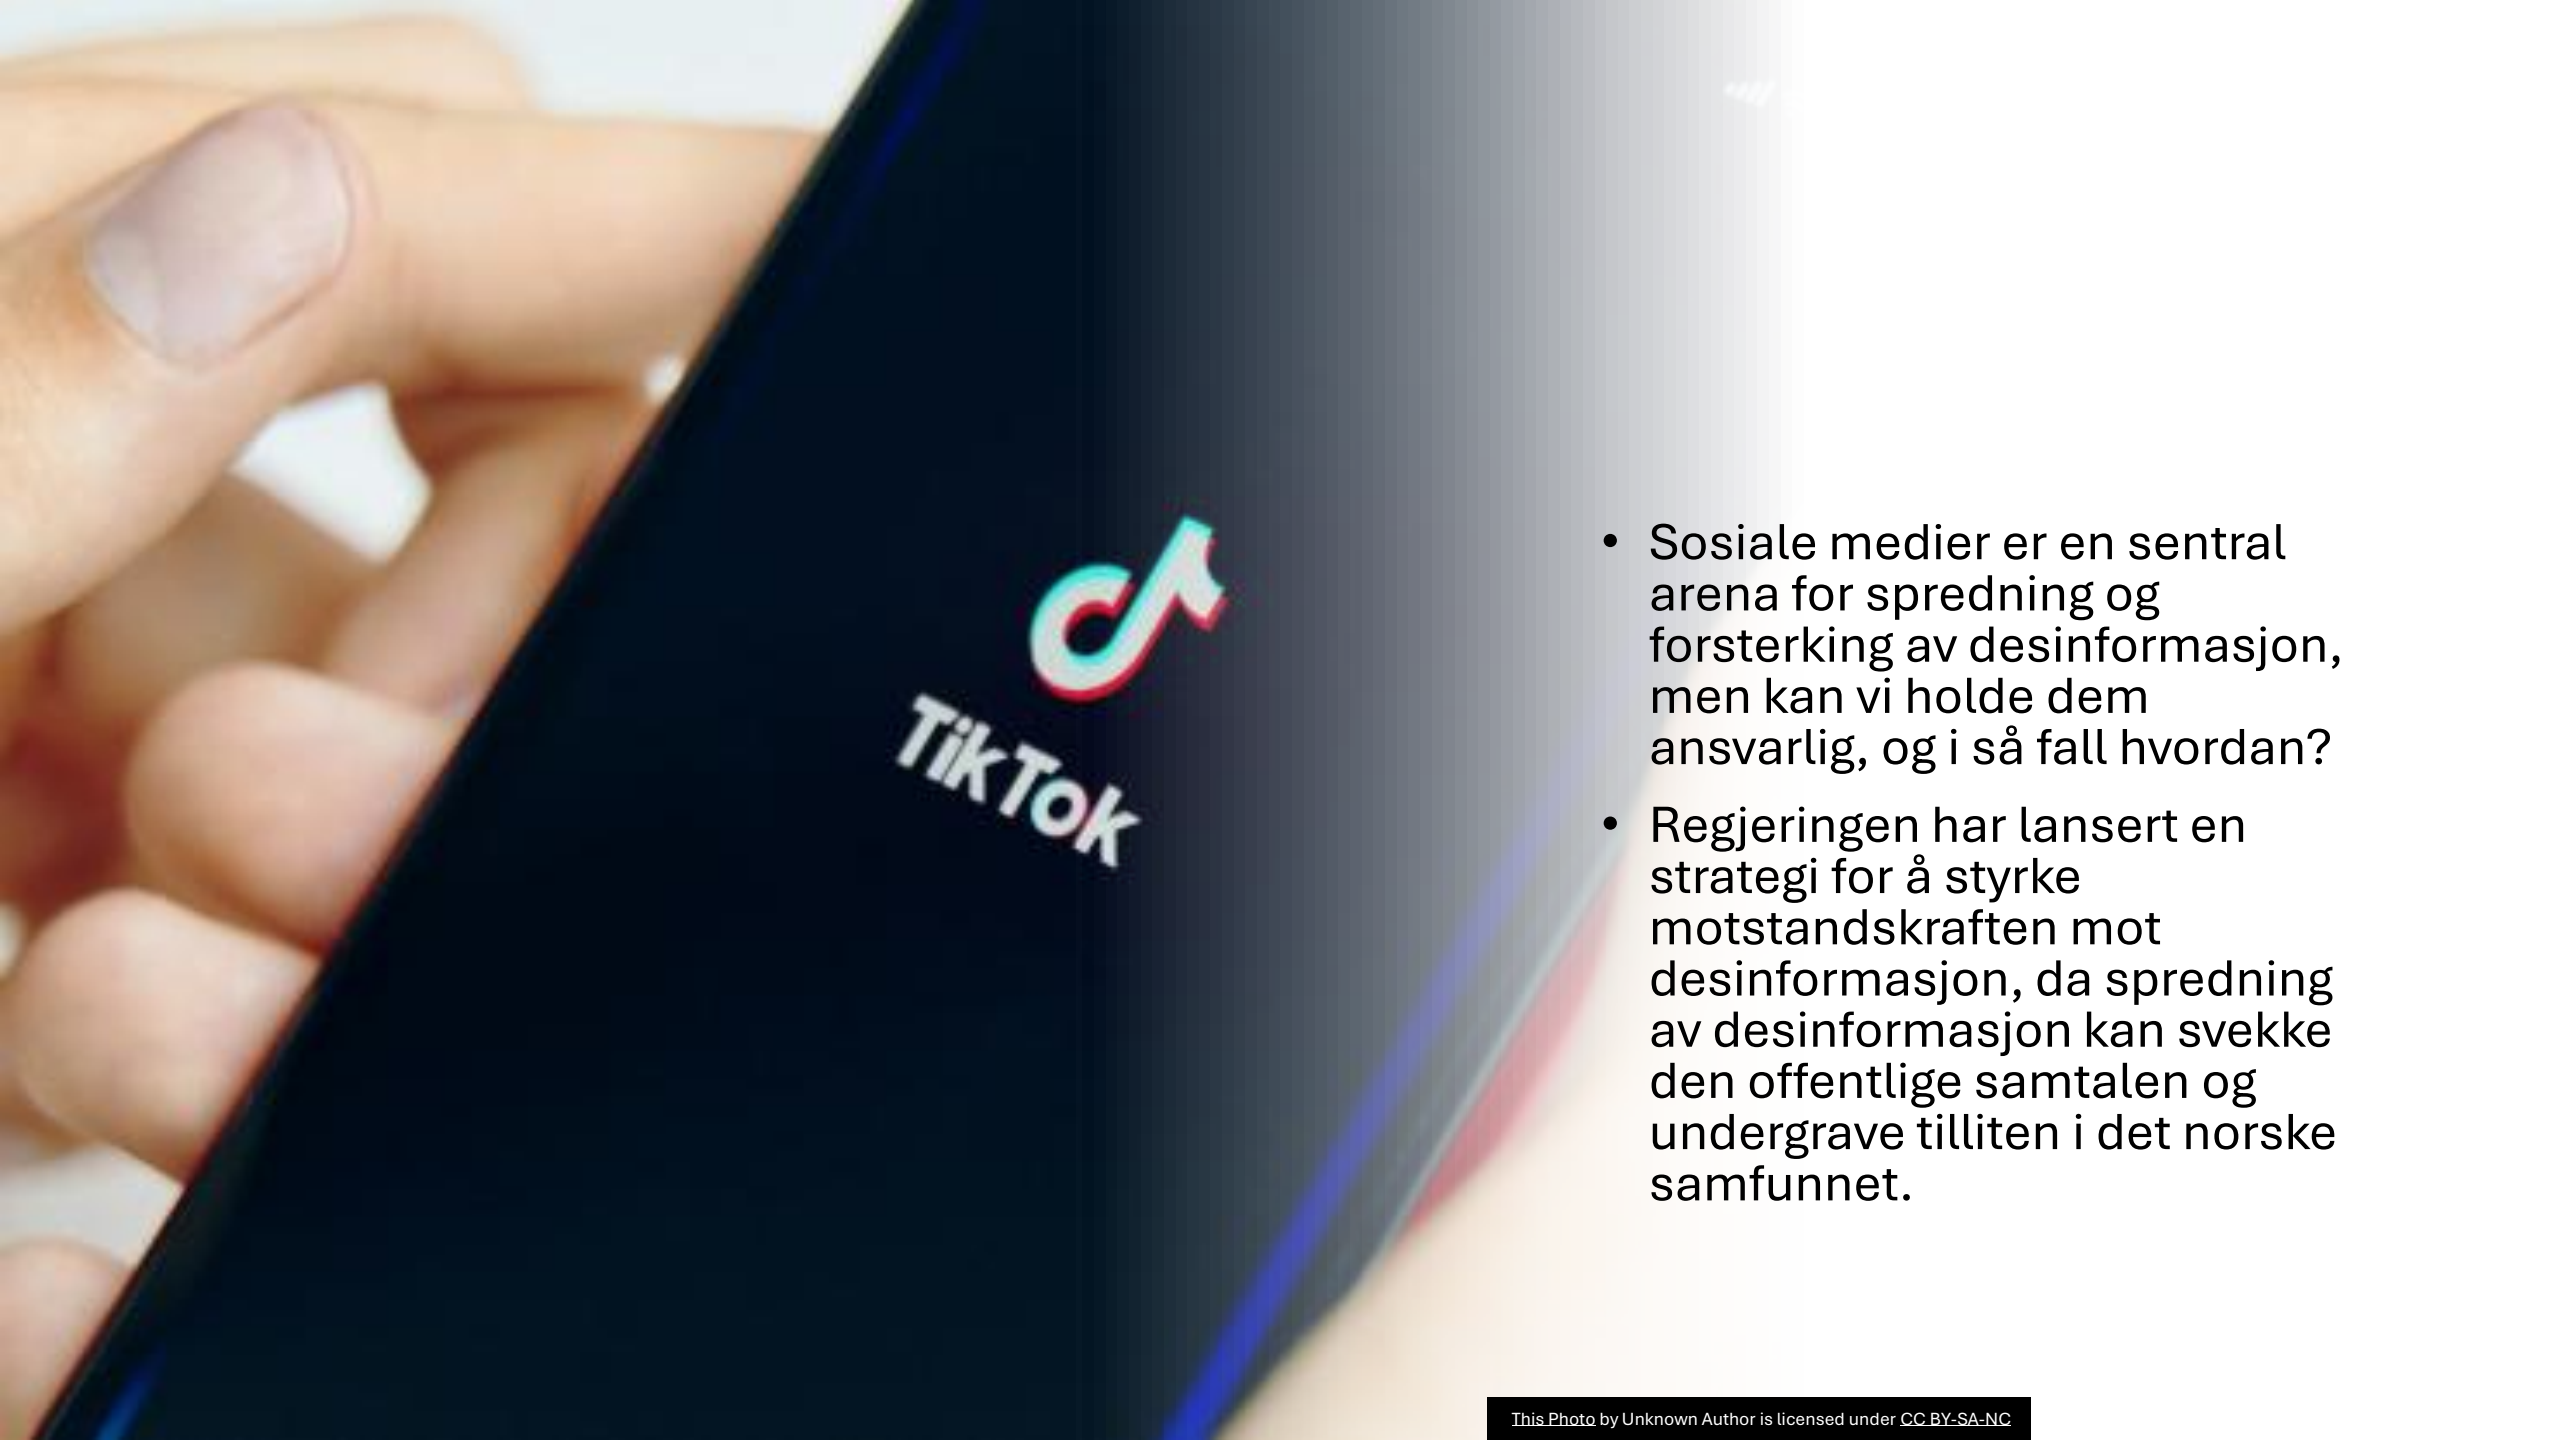 TikTok
• Sosiale medier er en sentral
arena for spredning og
forsterking av desinformasjon,
men kan vi holde dem
ansvarlig, og i så fall hvordan?
• Regjeringen har lansert en
strategi for å styrke
motstandskraften mot
desinformasjon, da spredning
av desinformasjon kan svekke
den offentlige samtalen og
undergrave tilliten i det norske
samfunnet.
This Photo by Unknown Author is licensed under CC BY-SA-NC